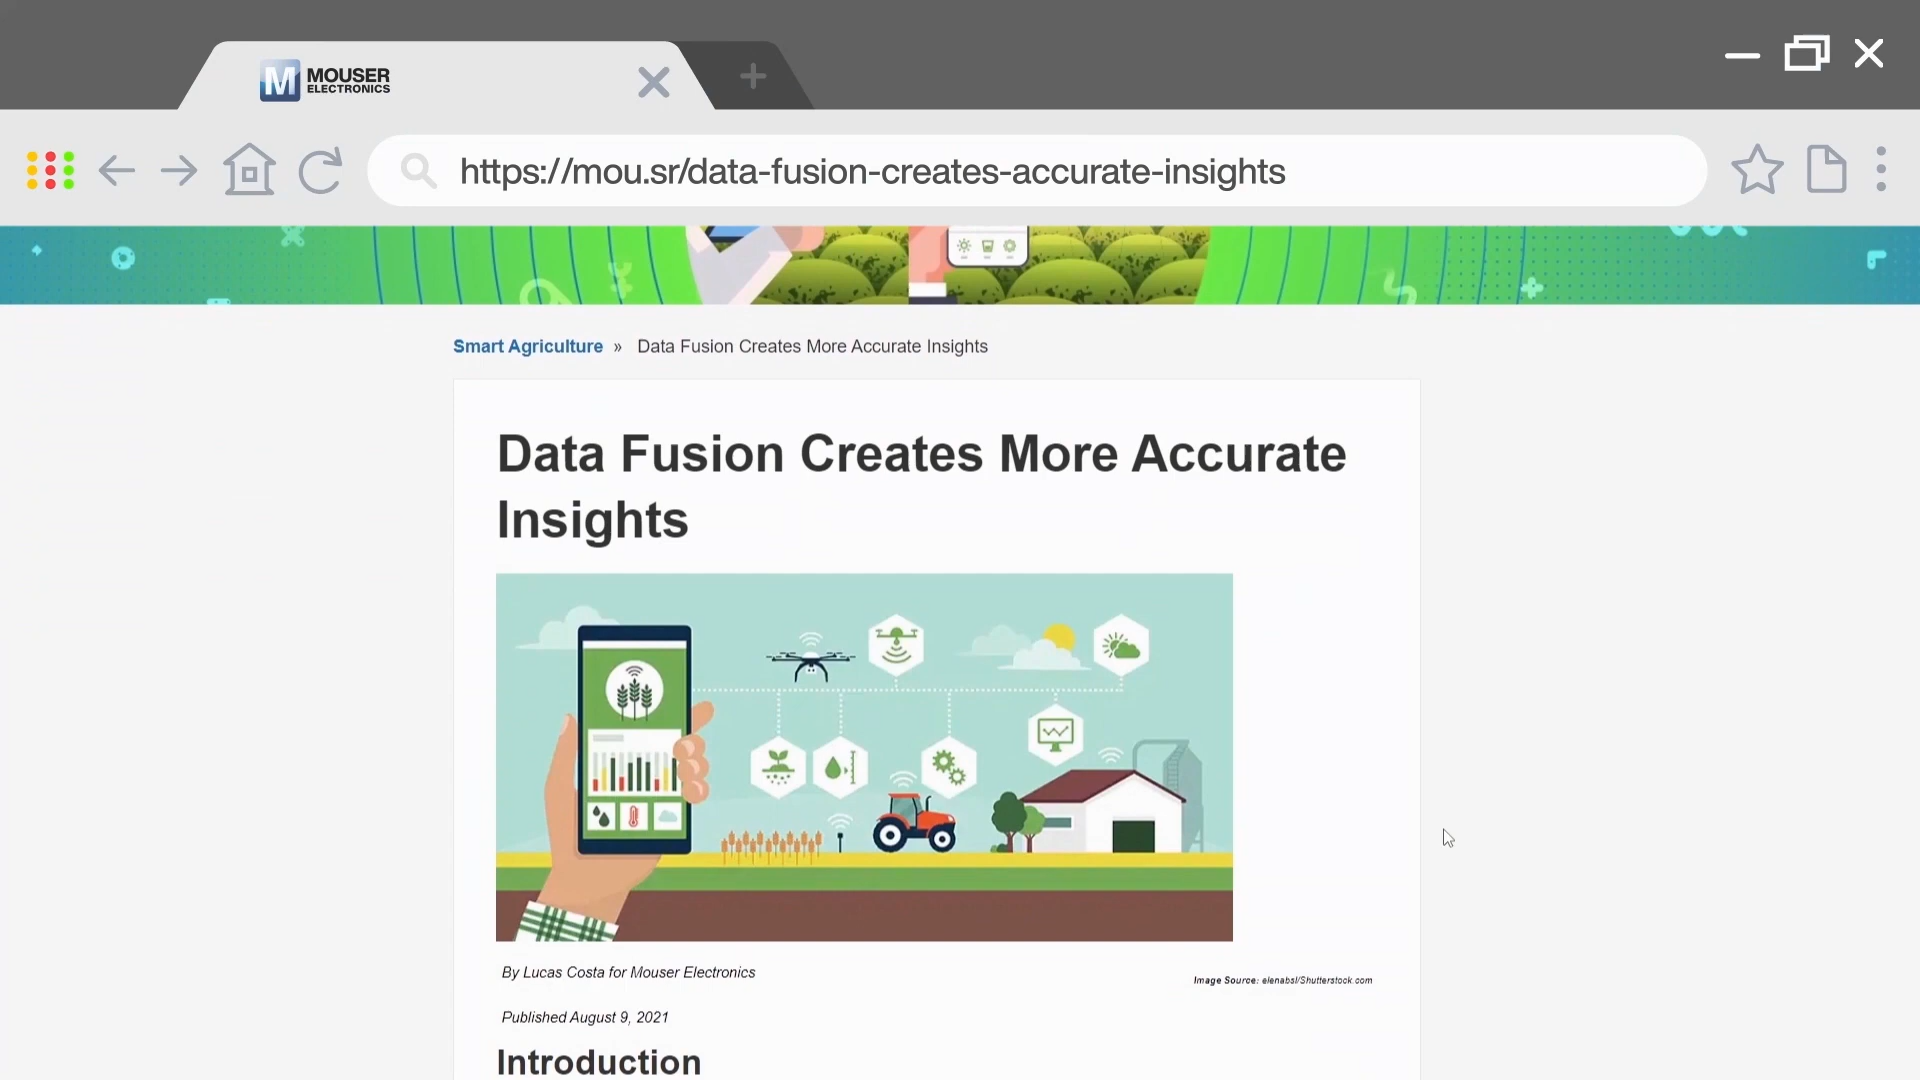 MOUSER
ELECTRONICS
https://mou.sr/data-fusion-creates-accurate-insights
Smart Agriculture » Data Fusion Creates More Accurate Insights
Data Fusion Creates More Accurate
Insights
By Lucas Costa for Mouser Electronics
Image Source: elenabsl/Shutterstock.com
Published August 9, 2021
Introduction